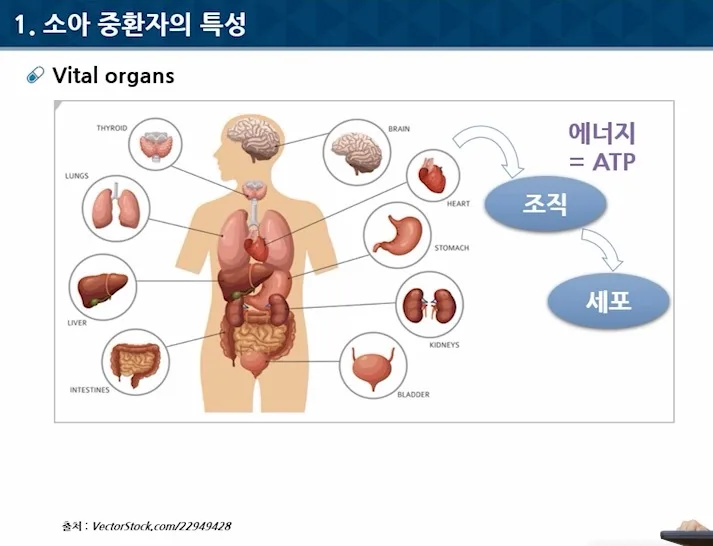 1. 소아 중환자의 특성
Vital organs
THYROID
BRAIN
에너지
= ATP
LUNGS
HEART
조직
STOMACH
LIVER
세포
KIDNEYS
INTESTINES
BLADDER
출처 : VectorStock.com/22949428